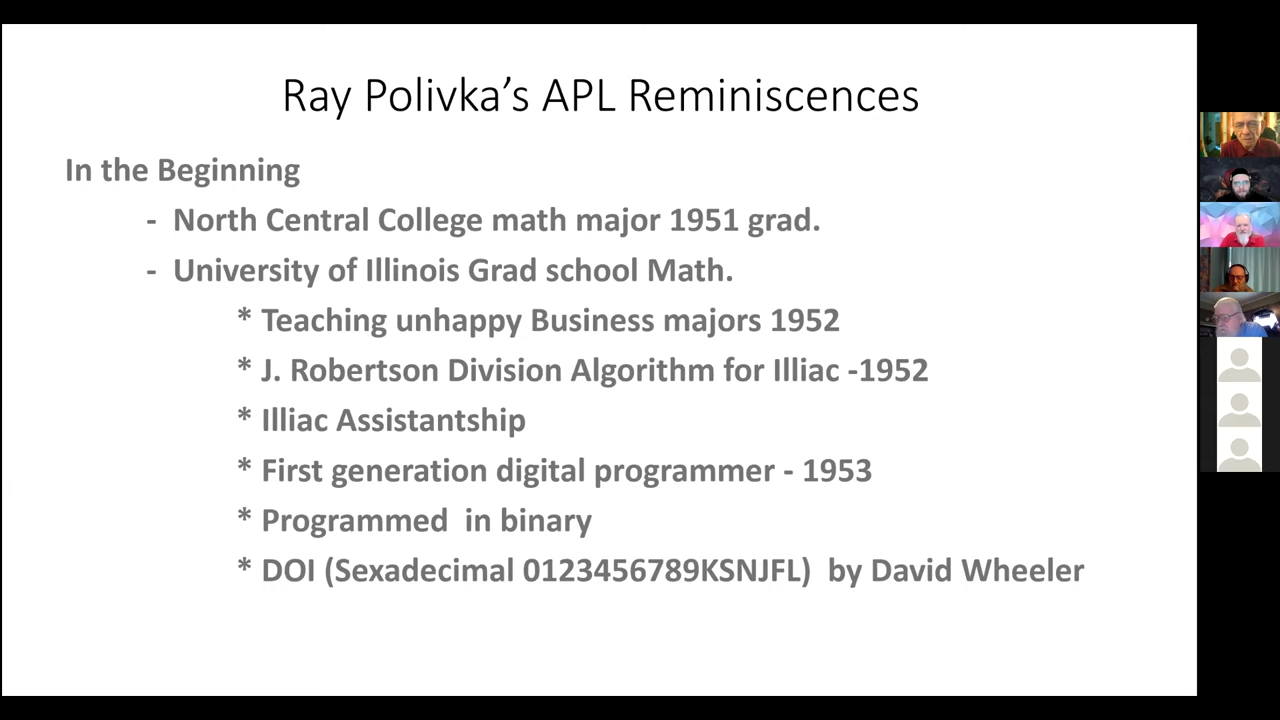 Ray Polivka’s APL Reminiscences
In the Beginning
- North Central College math major 1951 grad.
- University of Illinois Grad school Math.
* Teaching unhappy Business majors 1952
* J. Robertson Division Algorithm for Illiac -1952
* Illiac Assistantship
* First generation digital programmer - 1953
* Programmed  in binary
* DOI (Sexadecimal 0123456789KSNJFL)  by David Wheeler